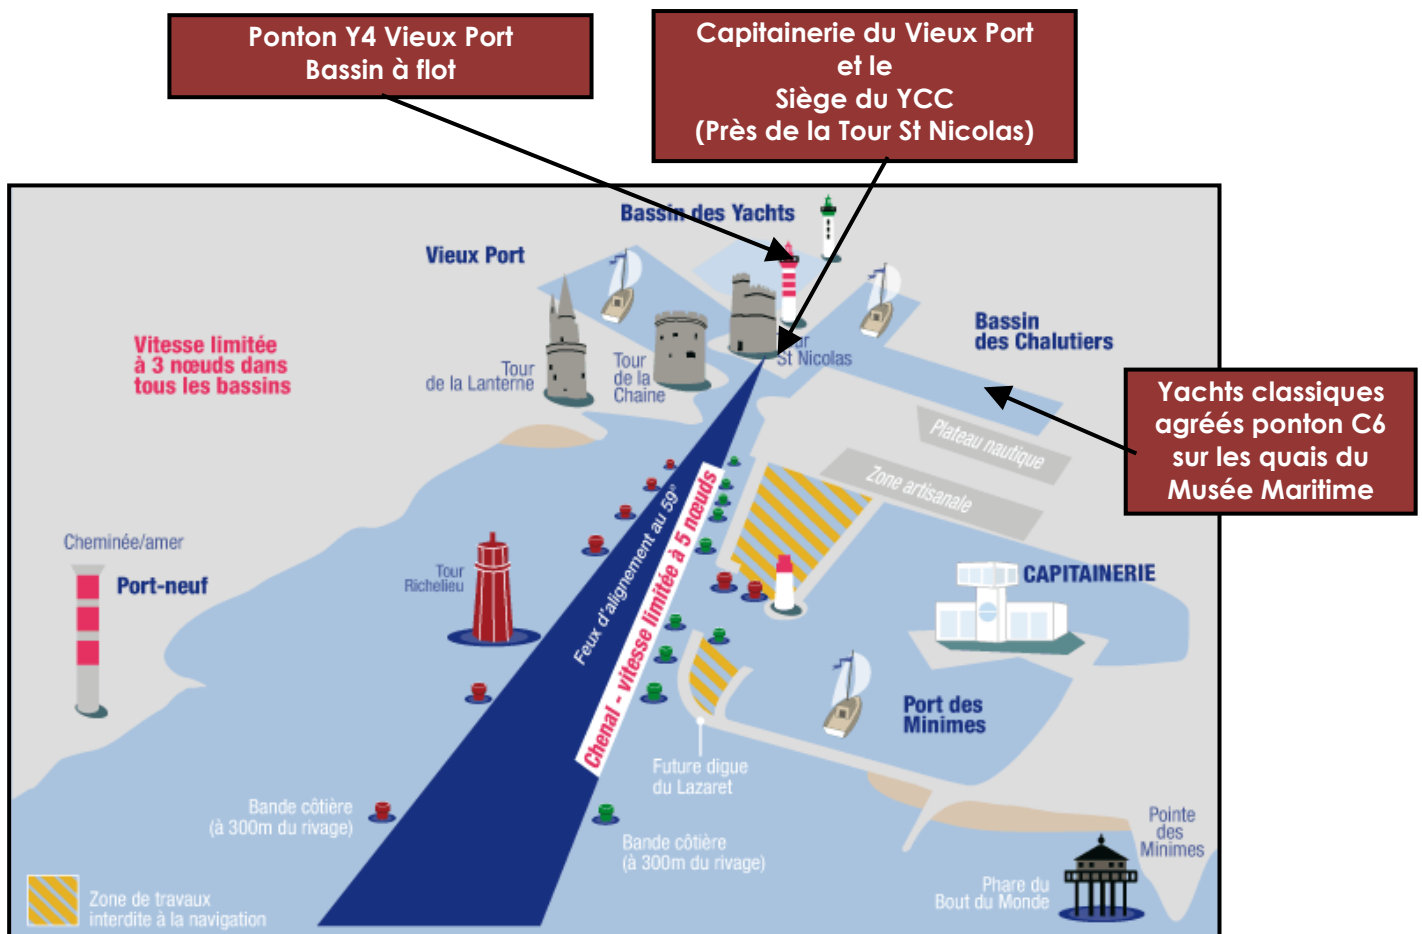 Ponton Y4 Vieux Port
Bassin à flot
Capitainerie du Vieux Port
et le
Siège du YCC
(Près de la Tour St Nicolas)
Bassin des Yachts
Vieux Port
Bassin
des Chalutiers
Vitesse limitée
à 3 nœuds dans
tous les bassins
Tour
de la Lanterne
Tour
de la
Chaine
Tour
St Nicolas
Yachts classiques
agréés ponton C6
sur les quais du
Musée Maritime
Plateau nautique
Zone artisanale
Cheminée/amer
Port-neuf
Tour
Richelieu
Feux d'alignement au 59°
Chenal - vitesse limitée à 5 nœuds
CAPITAINERIE
Port des
Minimes
Future digue
du Lazaret
Bande côtière
(à 300m du rivage)
Bande côtière
(à 300m du rivage)
Pointe
des
Minimes
Phare du
Bout du Monde
Zone de travaux
interdite à la navigation